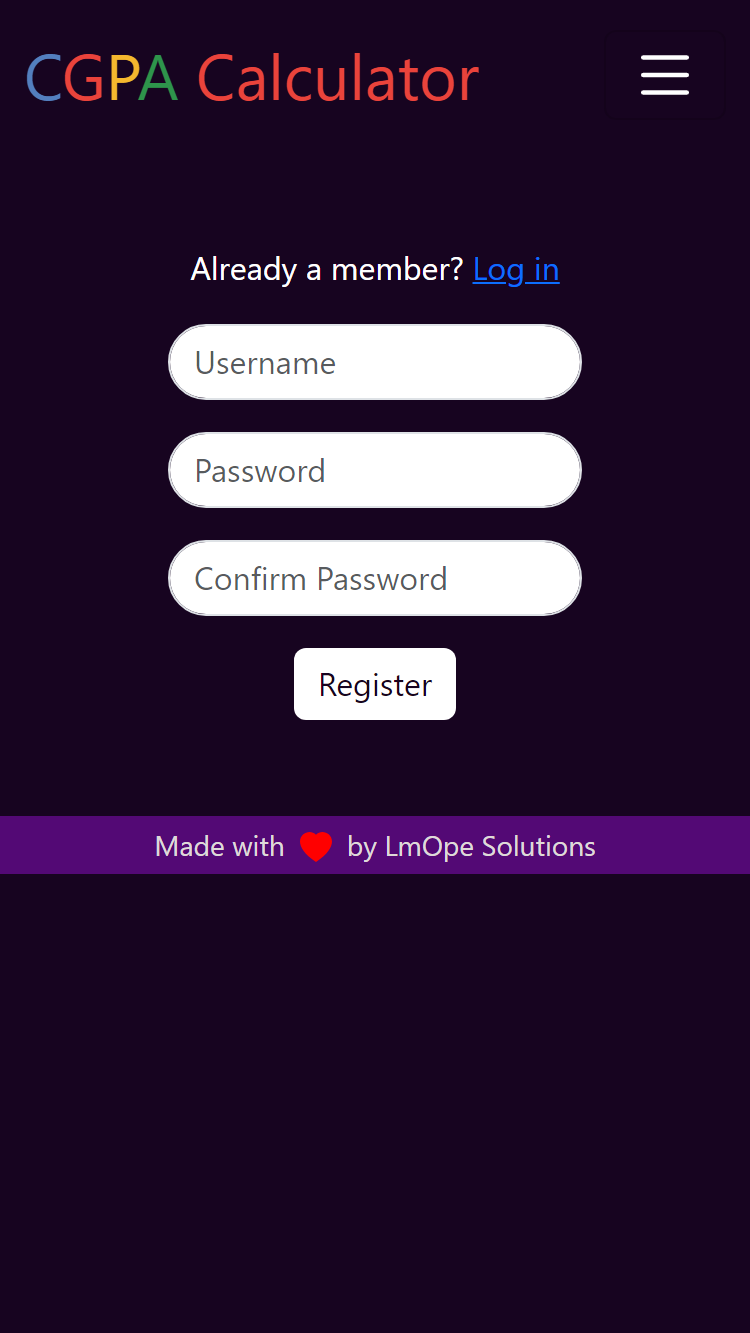 CGPA Calculator
Already a member? Log in
Username
Password
Confirm Password
Register
Made with by LmOpe Solutions